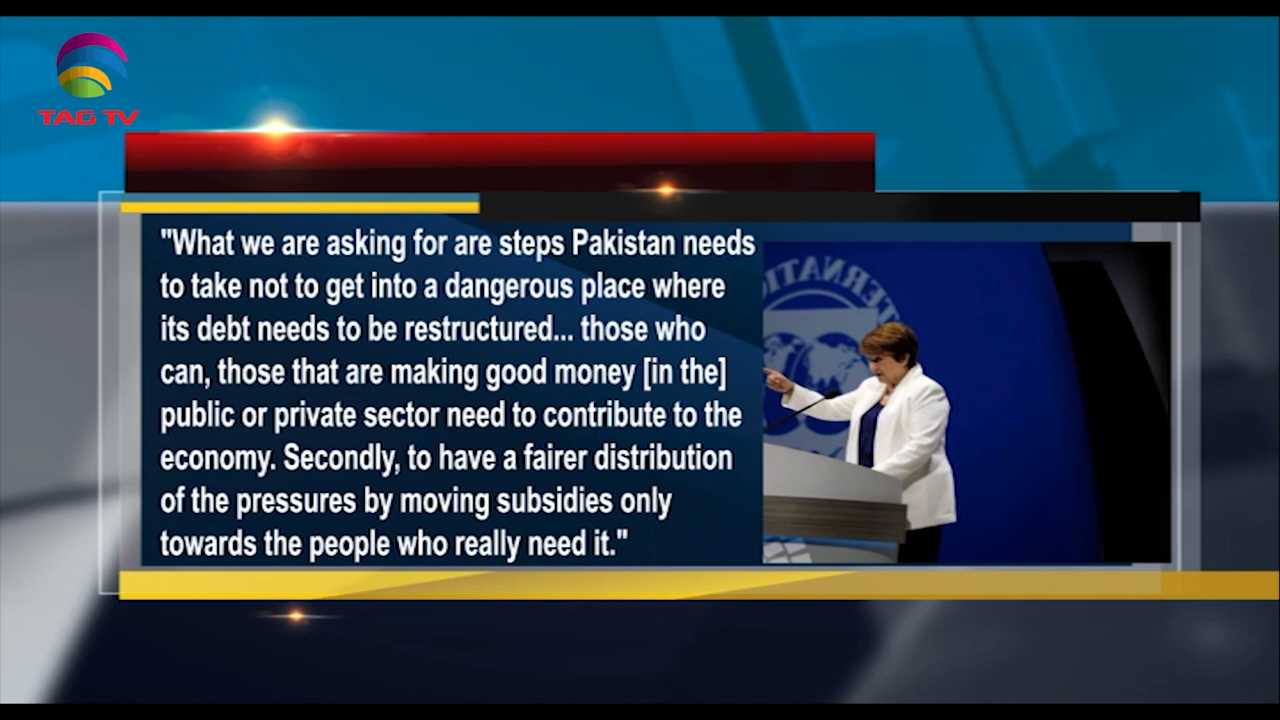 TAG TV
"What we are asking for are steps Pakistan needs
to take not to get into a dangerous place where
its debt needs to be restructured... those who
can, those that are making good money [in the]
public or private sector need to contribute to the
economy. Secondly, to have a fairer distribution
of the pressures by moving subsidies only
towards the people who really need it."